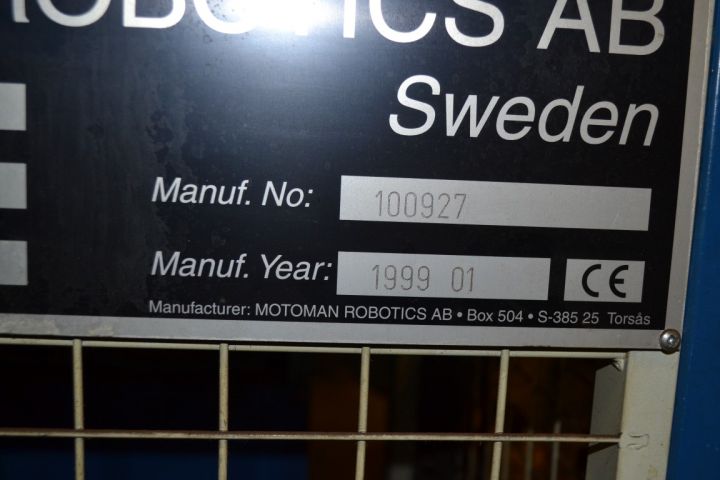 ROBOTICS AB
Sweden
Manuf. No: 100927
Manuf. Year: 1999 01 CE
Manufacturer: MOTOMAN ROBOTICS AB • Box 504 • S-385 25 Torsås